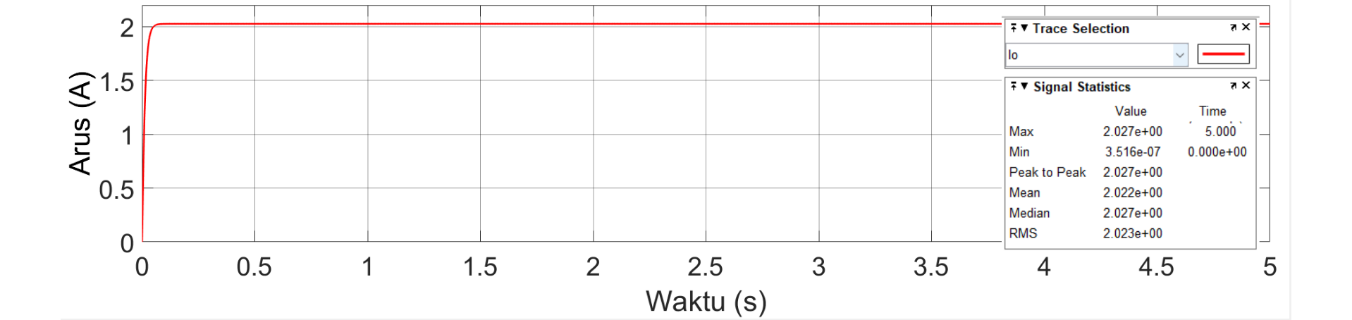 2
1.5
1
0.5
0
Arus (A)
0 0.5 1 1.5 2 2.5 3 3.5 4 4.5 5
Waktu (s)
Trace Selection
Io
Signal Statistics
Value Time
Max 2.027e+00 5.000
Min 3.516e-07 0.000e+00
Peak to Peak 2.027e+00
Mean 2.022e+00
Median 2.027e+00
RMS 2.023e+00